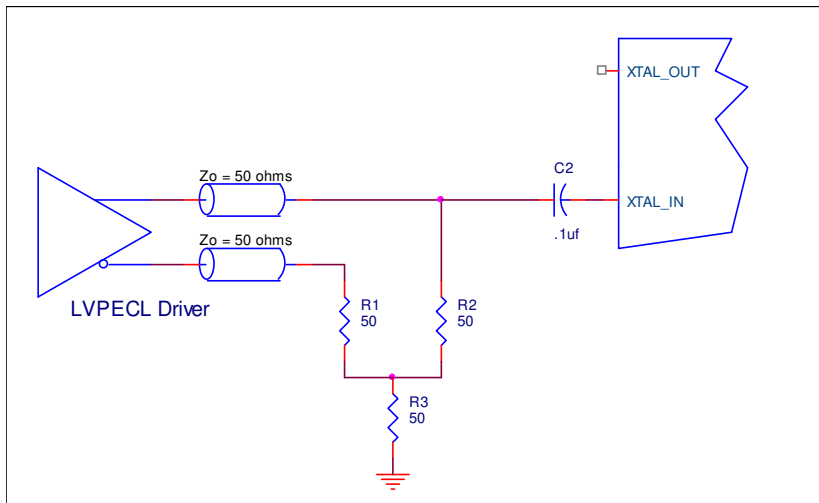 XTAL_OUT
Zo = 50 ohms
C2
XTAL_IN
.1uf
Zo = 50 ohms
LVPECL Driver
R1
50
R2
50
R3
50